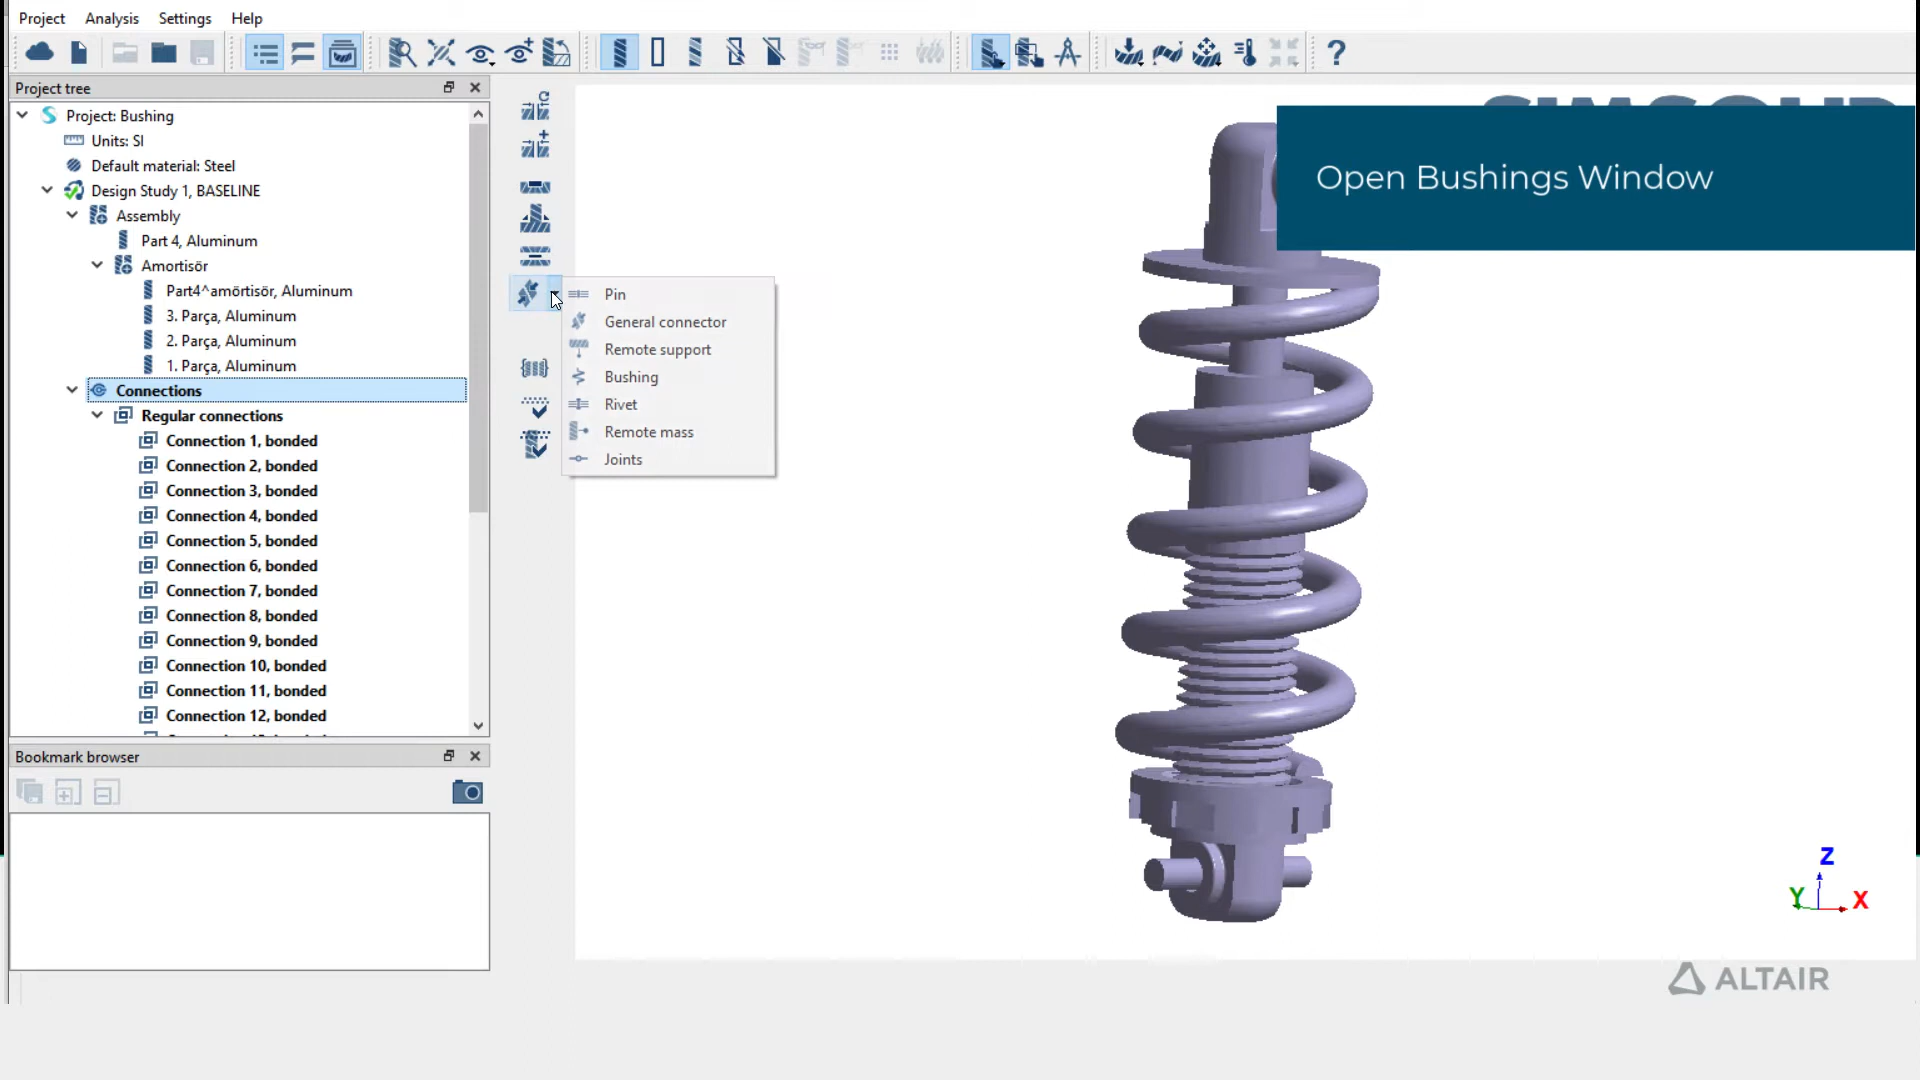 Project Analysis Settings Help
Project tree
Project: Bushing
Units: SI
Default material: Steel
Design Study 1, BASELINE
Assembly
Part 4, Aluminum
Amortisör
Part4^amörtisör, Aluminum
3. Parça, Aluminum
2. Parça, Aluminum
1. Parça, Aluminum
Connections
Regular connections
Connection 1, bonded
Connection 2, bonded
Connection 3, bonded
Connection 4, bonded
Connection 5, bonded
Connection 6, bonded
Connection 7, bonded
Connection 8, bonded
Connection 9, bonded
Connection 10, bonded
Connection 11, bonded
Connection 12, bonded
Bookmark browser
Pin
General connector
Remote support
Bushing
Rivet
Remote mass
Joints
Open Bushings Window
Z
Y
X
ALTAIR